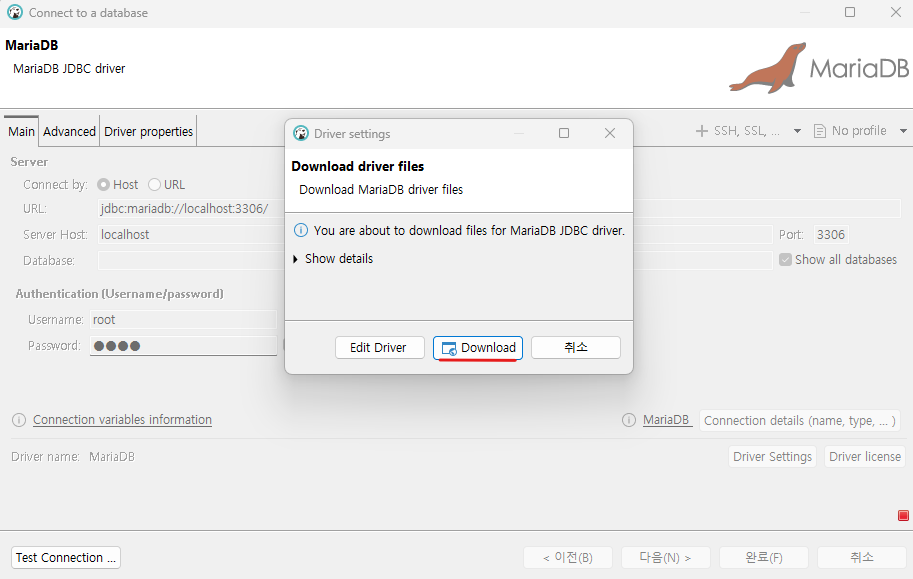 Connect to a database
MariaDB
MariaDB JDBC driver
MariaDB
Main Advanced Driver properties
SSH, SSL, ... No profile
Server
Connect by: Host URL
URL: jdbc:mariadb://localhost:3306/
Server Host: localhost Port: 3306
Database: Show all databases
Authentication (Username/password)
Username: root
Password: ●●●●
Driver settings
Download driver files
Download MariaDB driver files
You are about to download files for MariaDB JDBC driver.
Show details
Edit Driver Download 취소
Connection variables information MariaDB Connection details (name, type, ... )
Driver name: MariaDB Driver Settings Driver license
Test Connection ... < 이전(B) 다음(N) > 완료(F) 취소